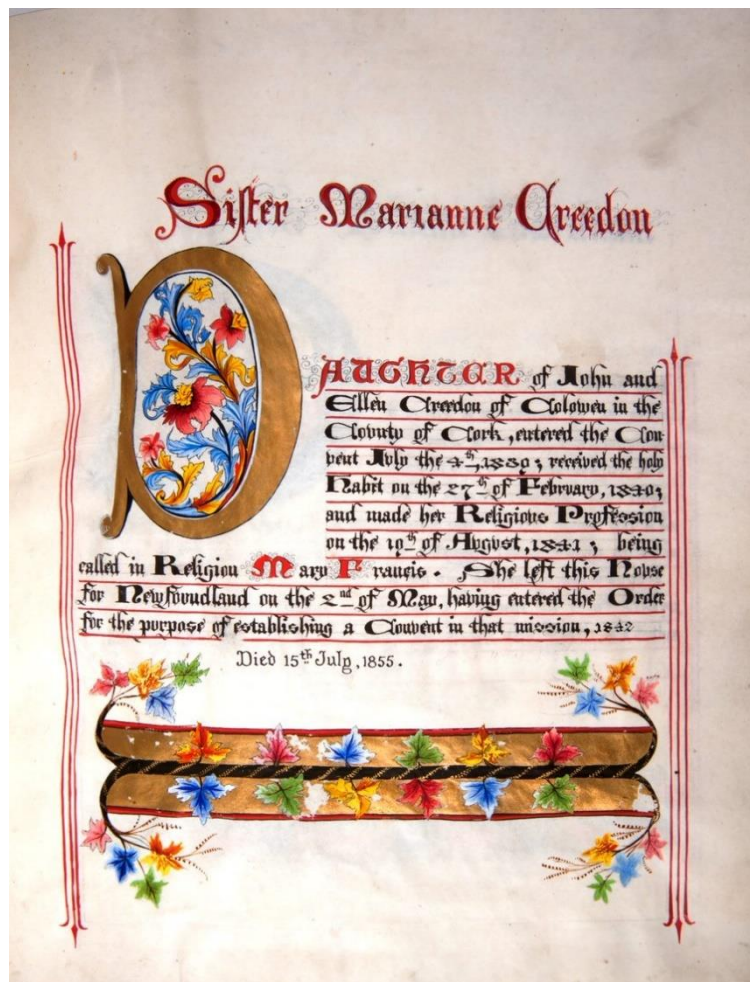 Sister Marianne Creedon
DAUGHTER of John and
Ellen Creedon of Colowen in the
County of Cork, entered the Con
vent July the 4th, 1839; received the holy
Habit on the 27th of February, 1840;
and made her Religious Profession
on the 19th of August, 1841; being
called in Religion Mary Francis. She left this House
for Newfoundland on the 2nd of May, having entered the Order
for the purpose of establishing a Convent in that mission, 1842
Died 15th July, 1855.